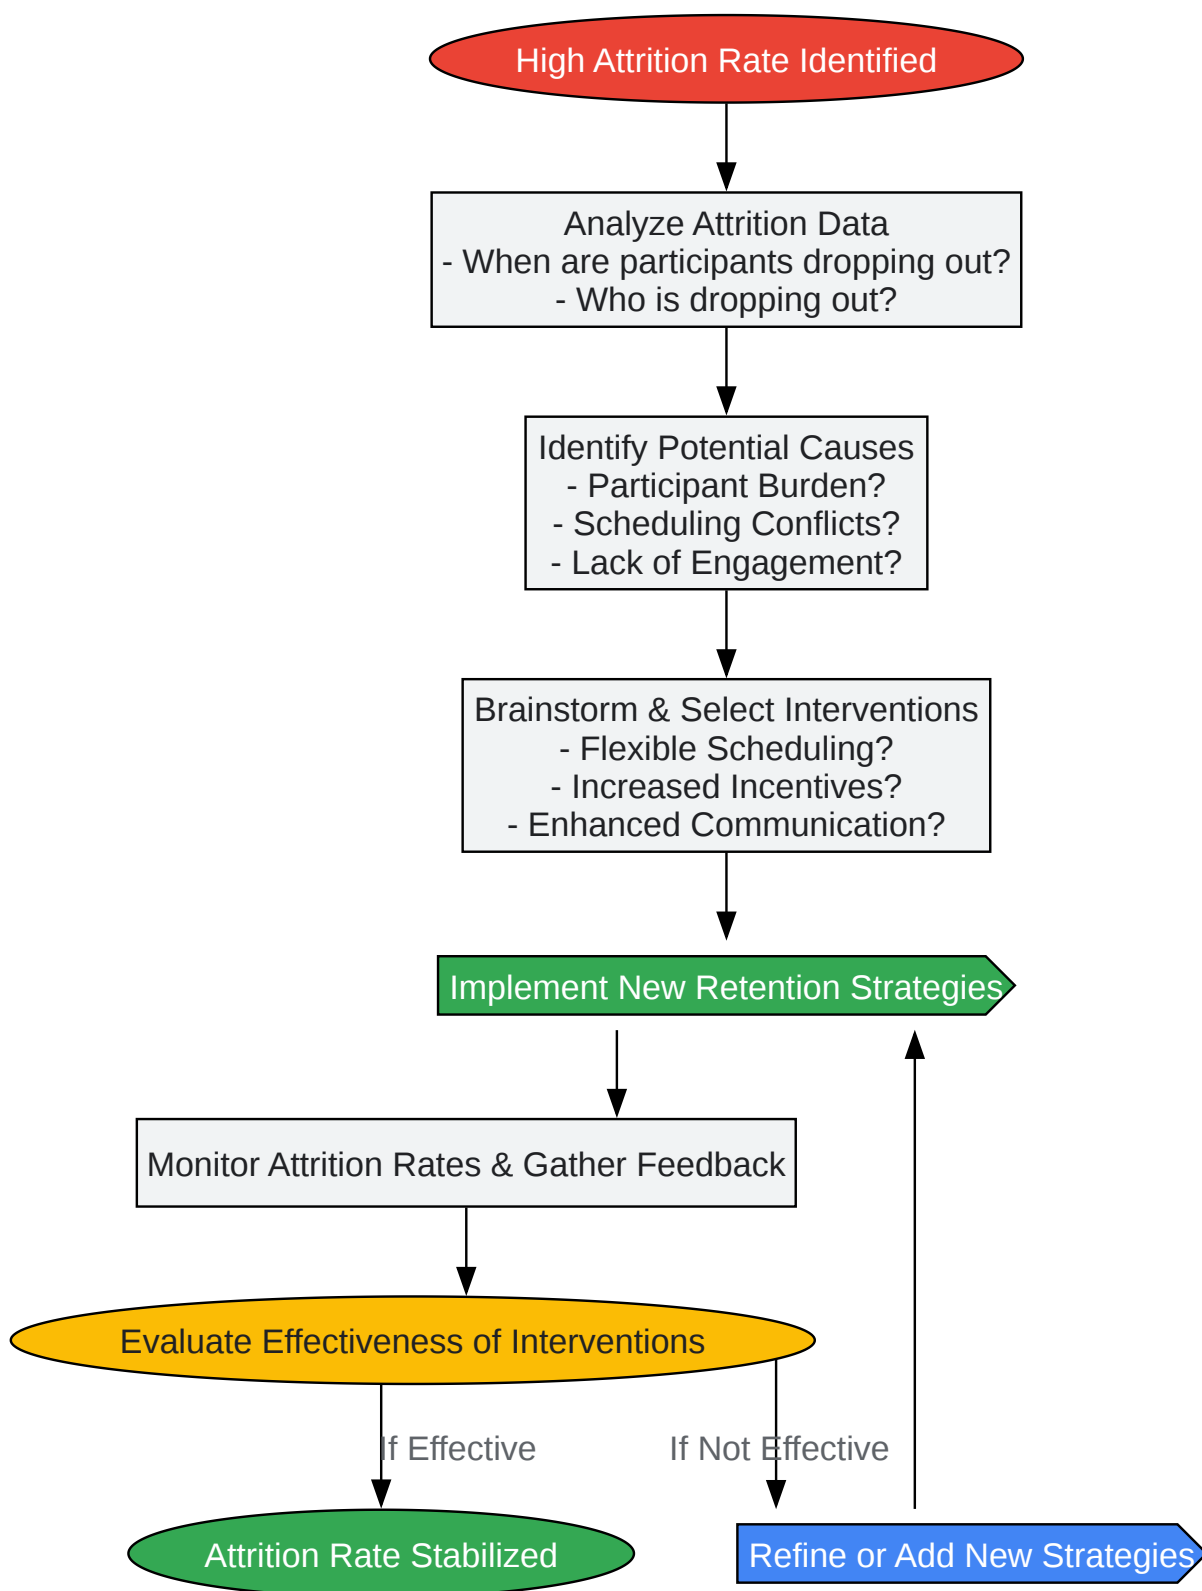 High Attrition Rate Identified
Analyze Attrition Data
- When are participants dropping out?
- Who is dropping out?
Identify Potential Causes
- Participant Burden?
- Scheduling Conflicts?
- Lack of Engagement?
Brainstorm & Select Interventions
- Flexible Scheduling?
- Increased Incentives?
- Enhanced Communication?
Implement New Retention Strategies
Monitor Attrition Rates & Gather Feedback
Evaluate Effectiveness of Interventions
If Effective
If Not Effective
Attrition Rate Stabilized
Refine or Add New Strategies